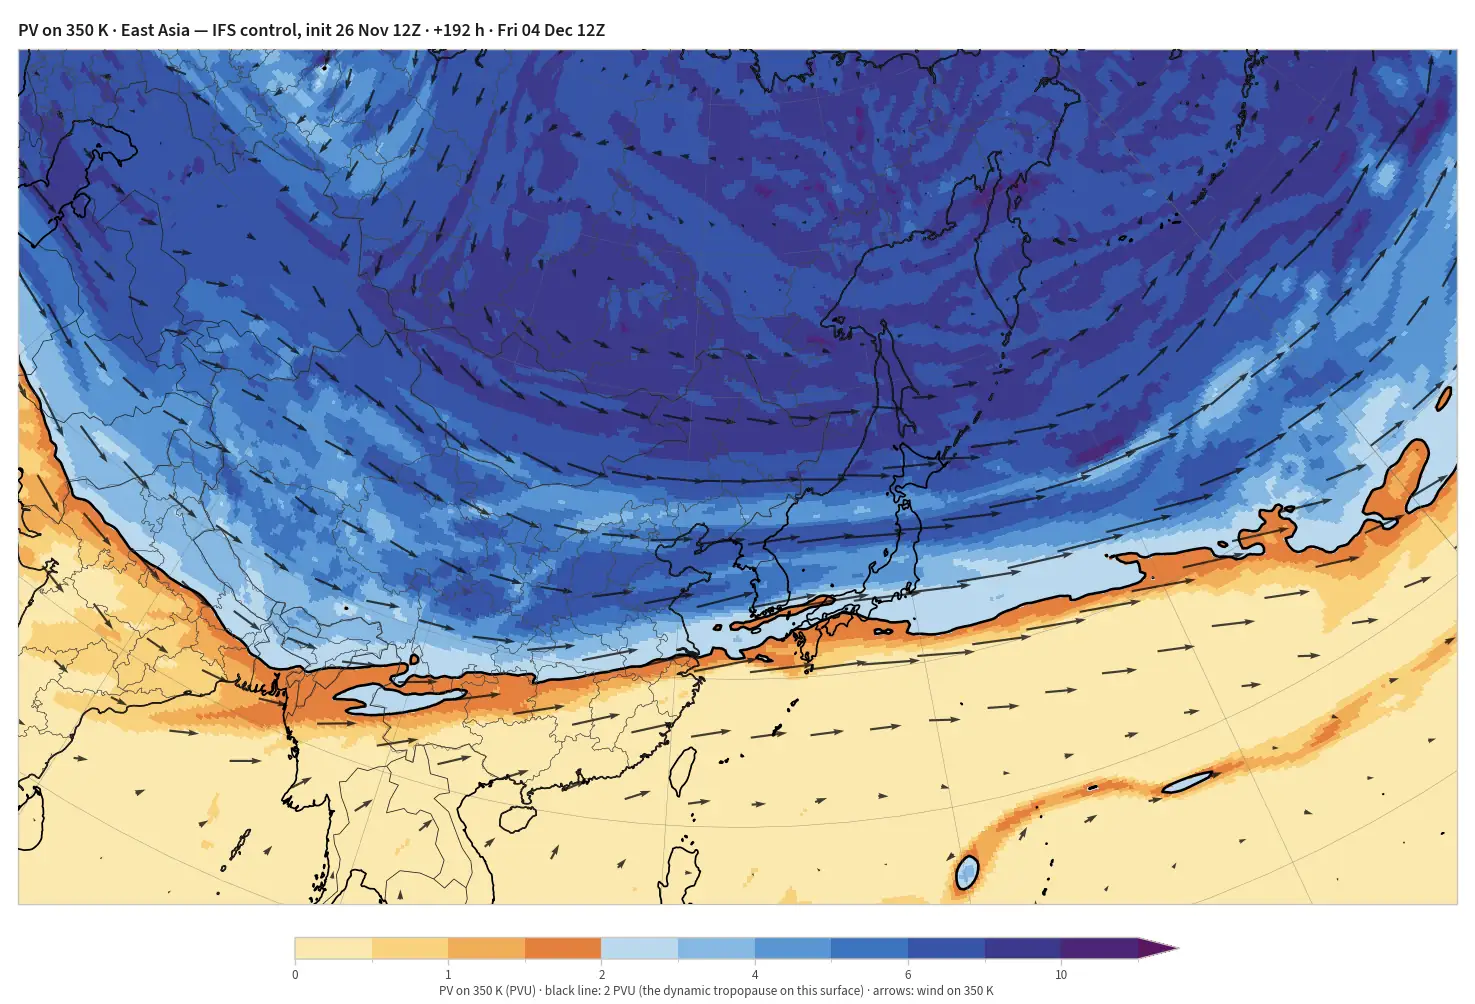 PV on 350 K · East Asia — IFS control, init 26 Nov 12Z · +192 h · Fri 04 Dec 12Z
0 1 2 4 6 10
PV on 350 K (PVU) · black line: 2 PVU (the dynamic tropopause on this surface) · arrows: wind on 350 K